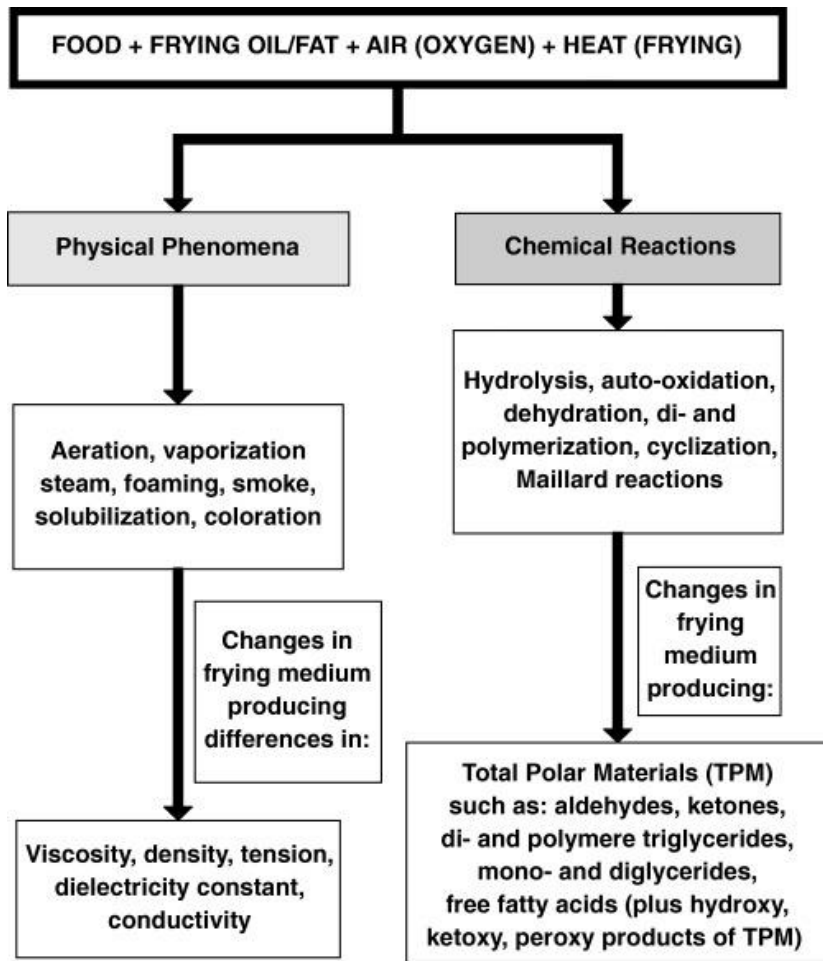 FOOD + FRYING OIL/FAT + AIR (OXYGEN) + HEAT (FRYING)
Physical Phenomena
Chemical Reactions
Aeration, vaporization
steam, foaming, smoke,
solubilization, coloration
Hydrolysis, auto-oxidation,
dehydration, di- and
polymerization, cyclization,
Maillard reactions
Changes in
frying medium
producing
differences in:
Changes in
frying
medium
producing:
Viscosity, density, tension,
dielectricity constant,
conductivity
Total Polar Materials (TPM)
such as: aldehydes, ketones,
di- and polymere triglycerides,
mono- and diglycerides,
free fatty acids (plus hydroxy,
ketoxy, peroxy products of TPM)